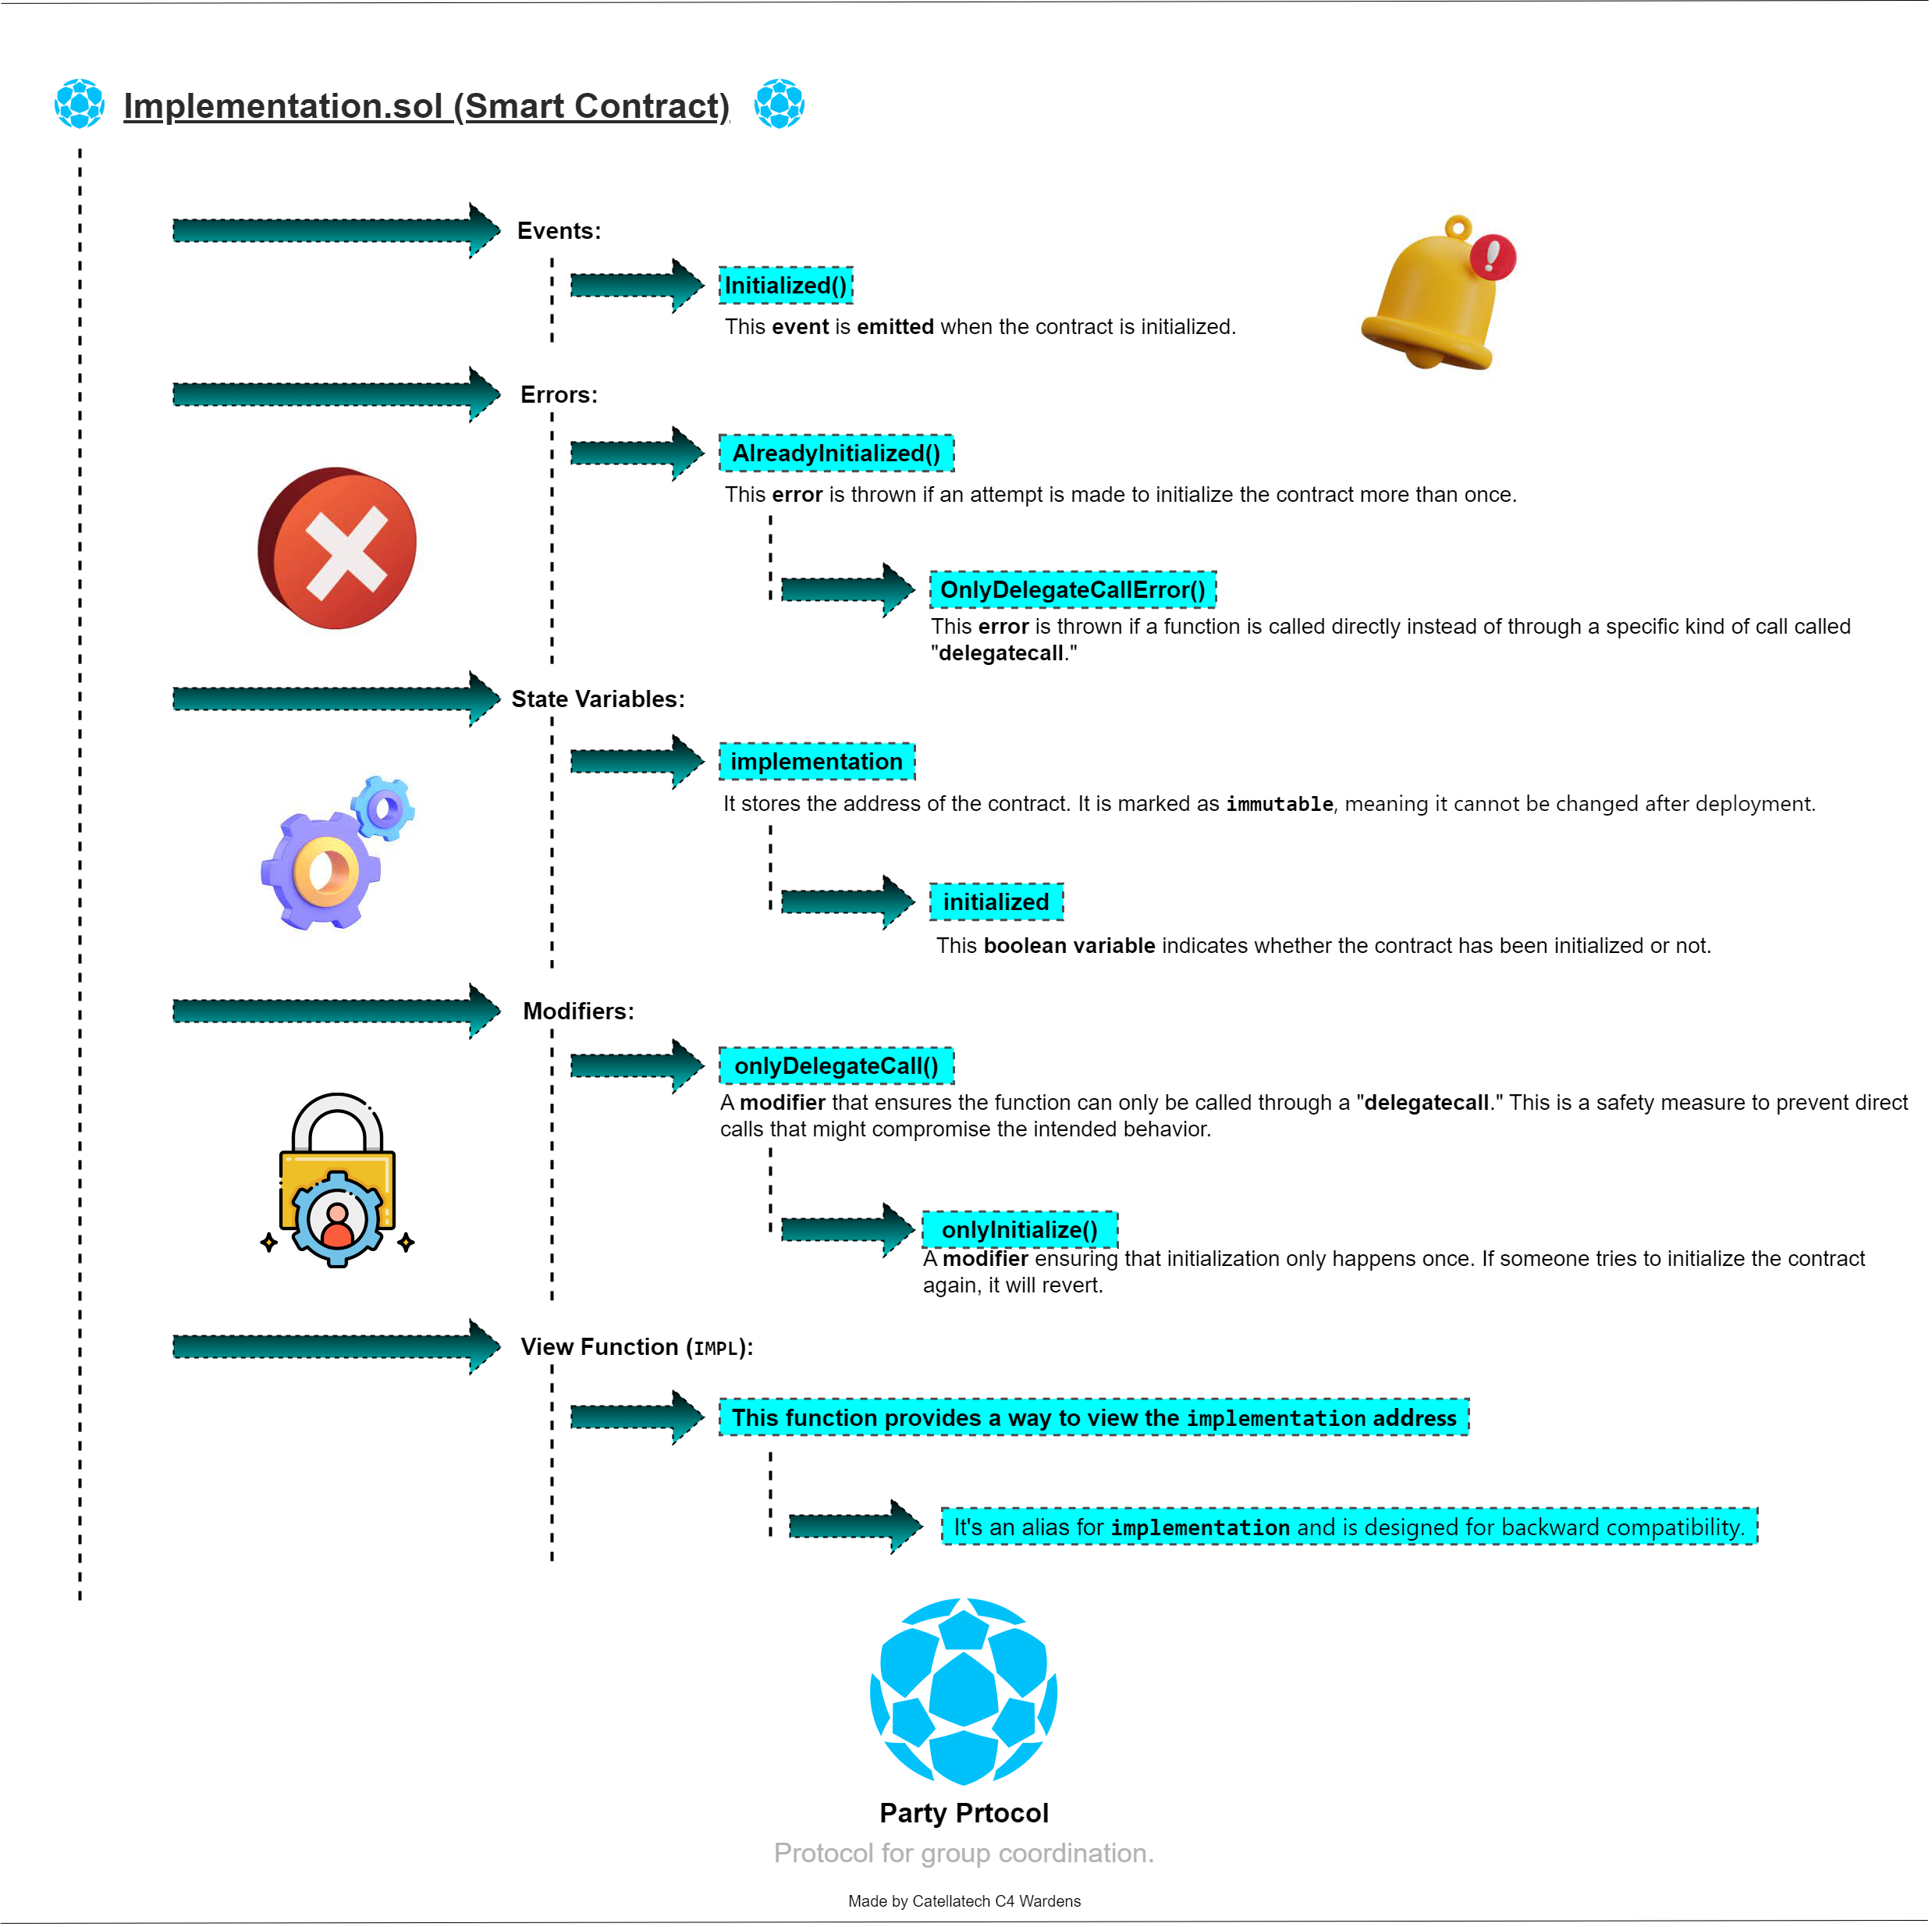 Implementation.sol (Smart Contract)
Events:
Initialized()
This event is emitted when the contract is initialized.
Errors:
AlreadyInitialized()
This error is thrown if an attempt is made to initialize the contract more than once.
OnlyDelegateCallError()
This error is thrown if a function is called directly instead of through a specific kind of call called
"delegatecall."
State Variables:
implementation
It stores the address of the contract. It is marked as immutable, meaning it cannot be changed after deployment.
initialized
This boolean variable indicates whether the contract has been initialized or not.
Modifiers:
onlyDelegateCall()
A modifier that ensures the function can only be called through a "delegatecall." This is a safety measure to prevent direct
calls that might compromise the intended behavior.
onlyInitialize()
A modifier ensuring that initialization only happens once. If someone tries to initialize the contract
again, it will revert.
View Function (IMPL):
This function provides a way to view the implementation address
It's an alias for implementation and is designed for backward compatibility.
Party Prtocol
Protocol for group coordination.
Made by Catellatech C4 Wardens